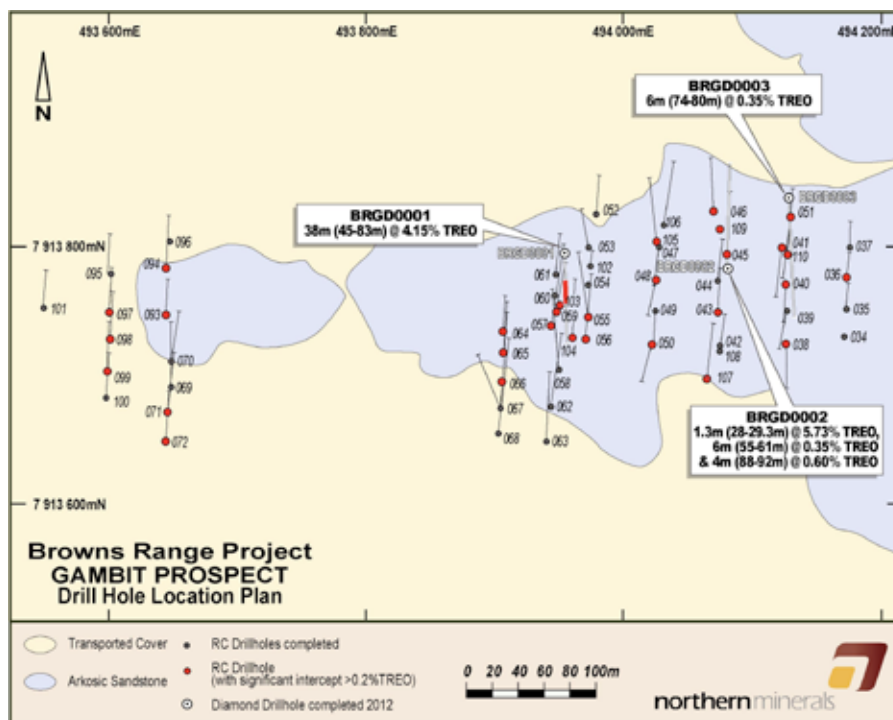 493 600mE 493 800mE 494 000mE 494 200mE
N
BRGD0003
6m (74-80m) @ 0.35% TREO
BRGD0001
38m (45-83m) @ 4.15% TREO
7 913 800mN
052
106
046
109
051
BRGD0003
096
094
095
101
097
098
099
100
093
070
069
071
072
BRGD0001
053
102
054
061
060
103
059
057
055
056
104
058
062
063
064
065
066
067
068
105
047
048
049
050
BRGD0002
045
044
043
042
108
107
041
110
040
039
038
037
036
035
034
BRGD0002
1.3m (28-29.3m) @ 5.73% TREO,
6m (55-61m) @ 0.35% TREO
& 4m (88-92m) @ 0.60% TREO
7 913 600mN
Browns Range Project
GAMBIT PROSPECT
Drill Hole Location Plan
Transported Cover
Arkosic Sandstone
RC Drillholes completed
RC Drillhole
(with significant intercept >0.2%TREO)
Diamond Drillhole completed 2012
0 20 40 60 80 100m
northernminerals